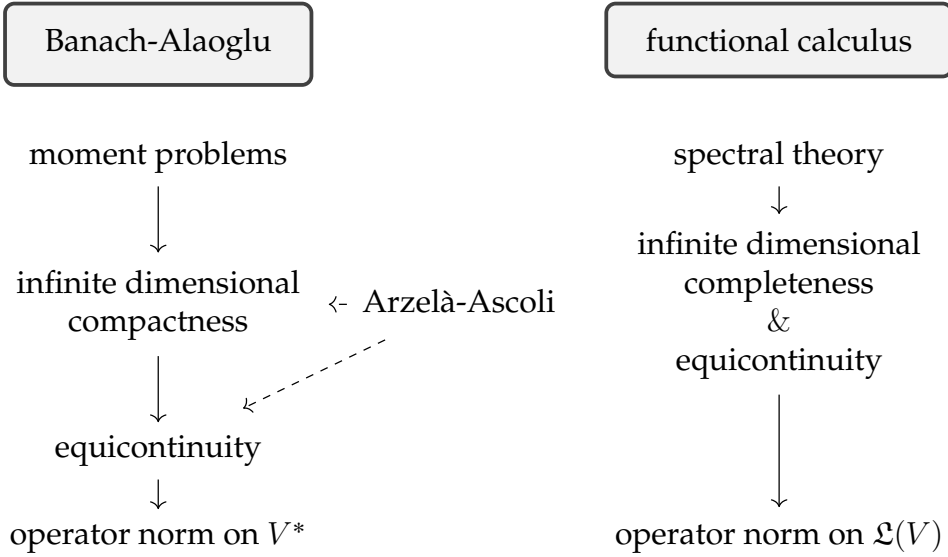 Banach-Alaoglu
functional calculus
moment problems
spectral theory
infinite dimensional
compactness
Arzelà-Ascoli
infinite dimensional
completeness
&
equicontinuity
equicontinuity
operator norm on V*
operator norm on 𝔏(V)